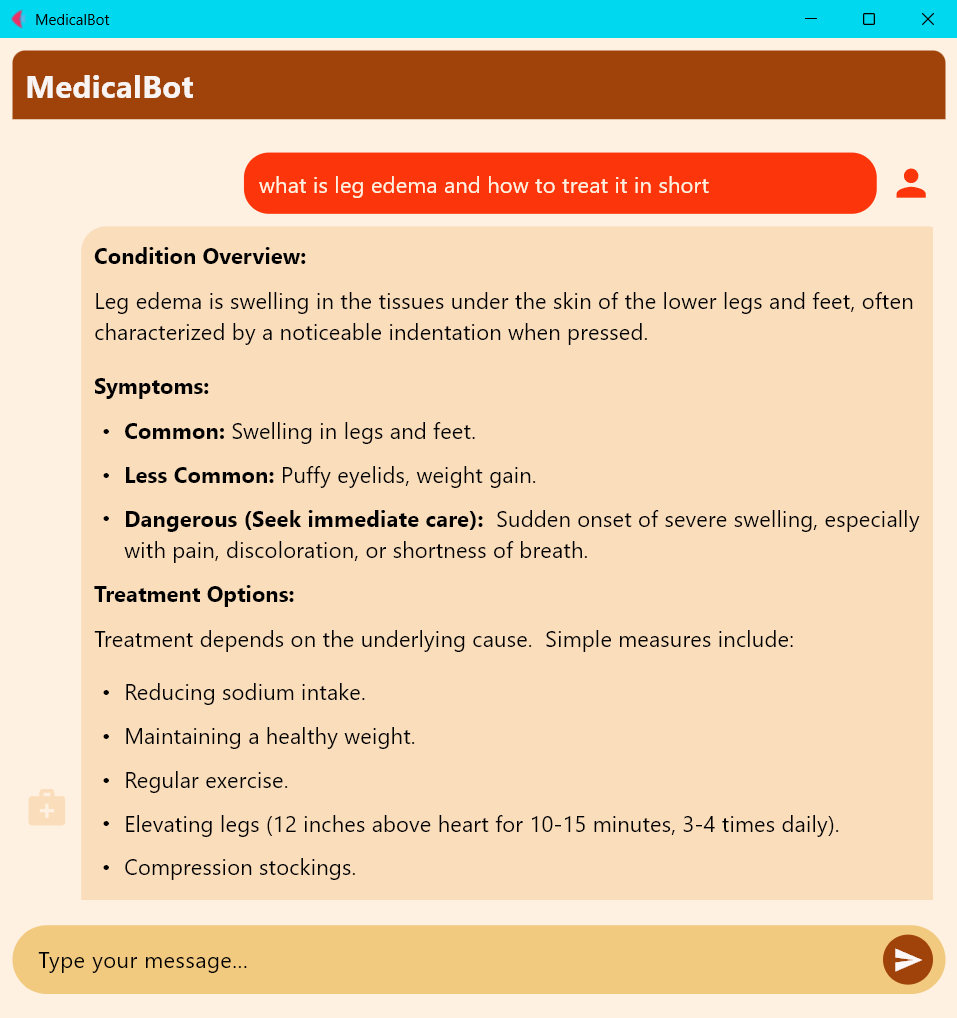 MedicalBot
MedicalBot
what is leg edema and how to treat it in short
Condition Overview:
Leg edema is swelling in the tissues under the skin of the lower legs and feet, often
characterized by a noticeable indentation when pressed.
Symptoms:
• Common: Swelling in legs and feet.
• Less Common: Puffy eyelids, weight gain.
• Dangerous (Seek immediate care):  Sudden onset of severe swelling, especially
with pain, discoloration, or shortness of breath.
Treatment Options:
Treatment depends on the underlying cause.  Simple measures include:
• Reducing sodium intake.
• Maintaining a healthy weight.
• Regular exercise.
• Elevating legs (12 inches above heart for 10-15 minutes, 3-4 times daily).
• Compression stockings.
Type your message...